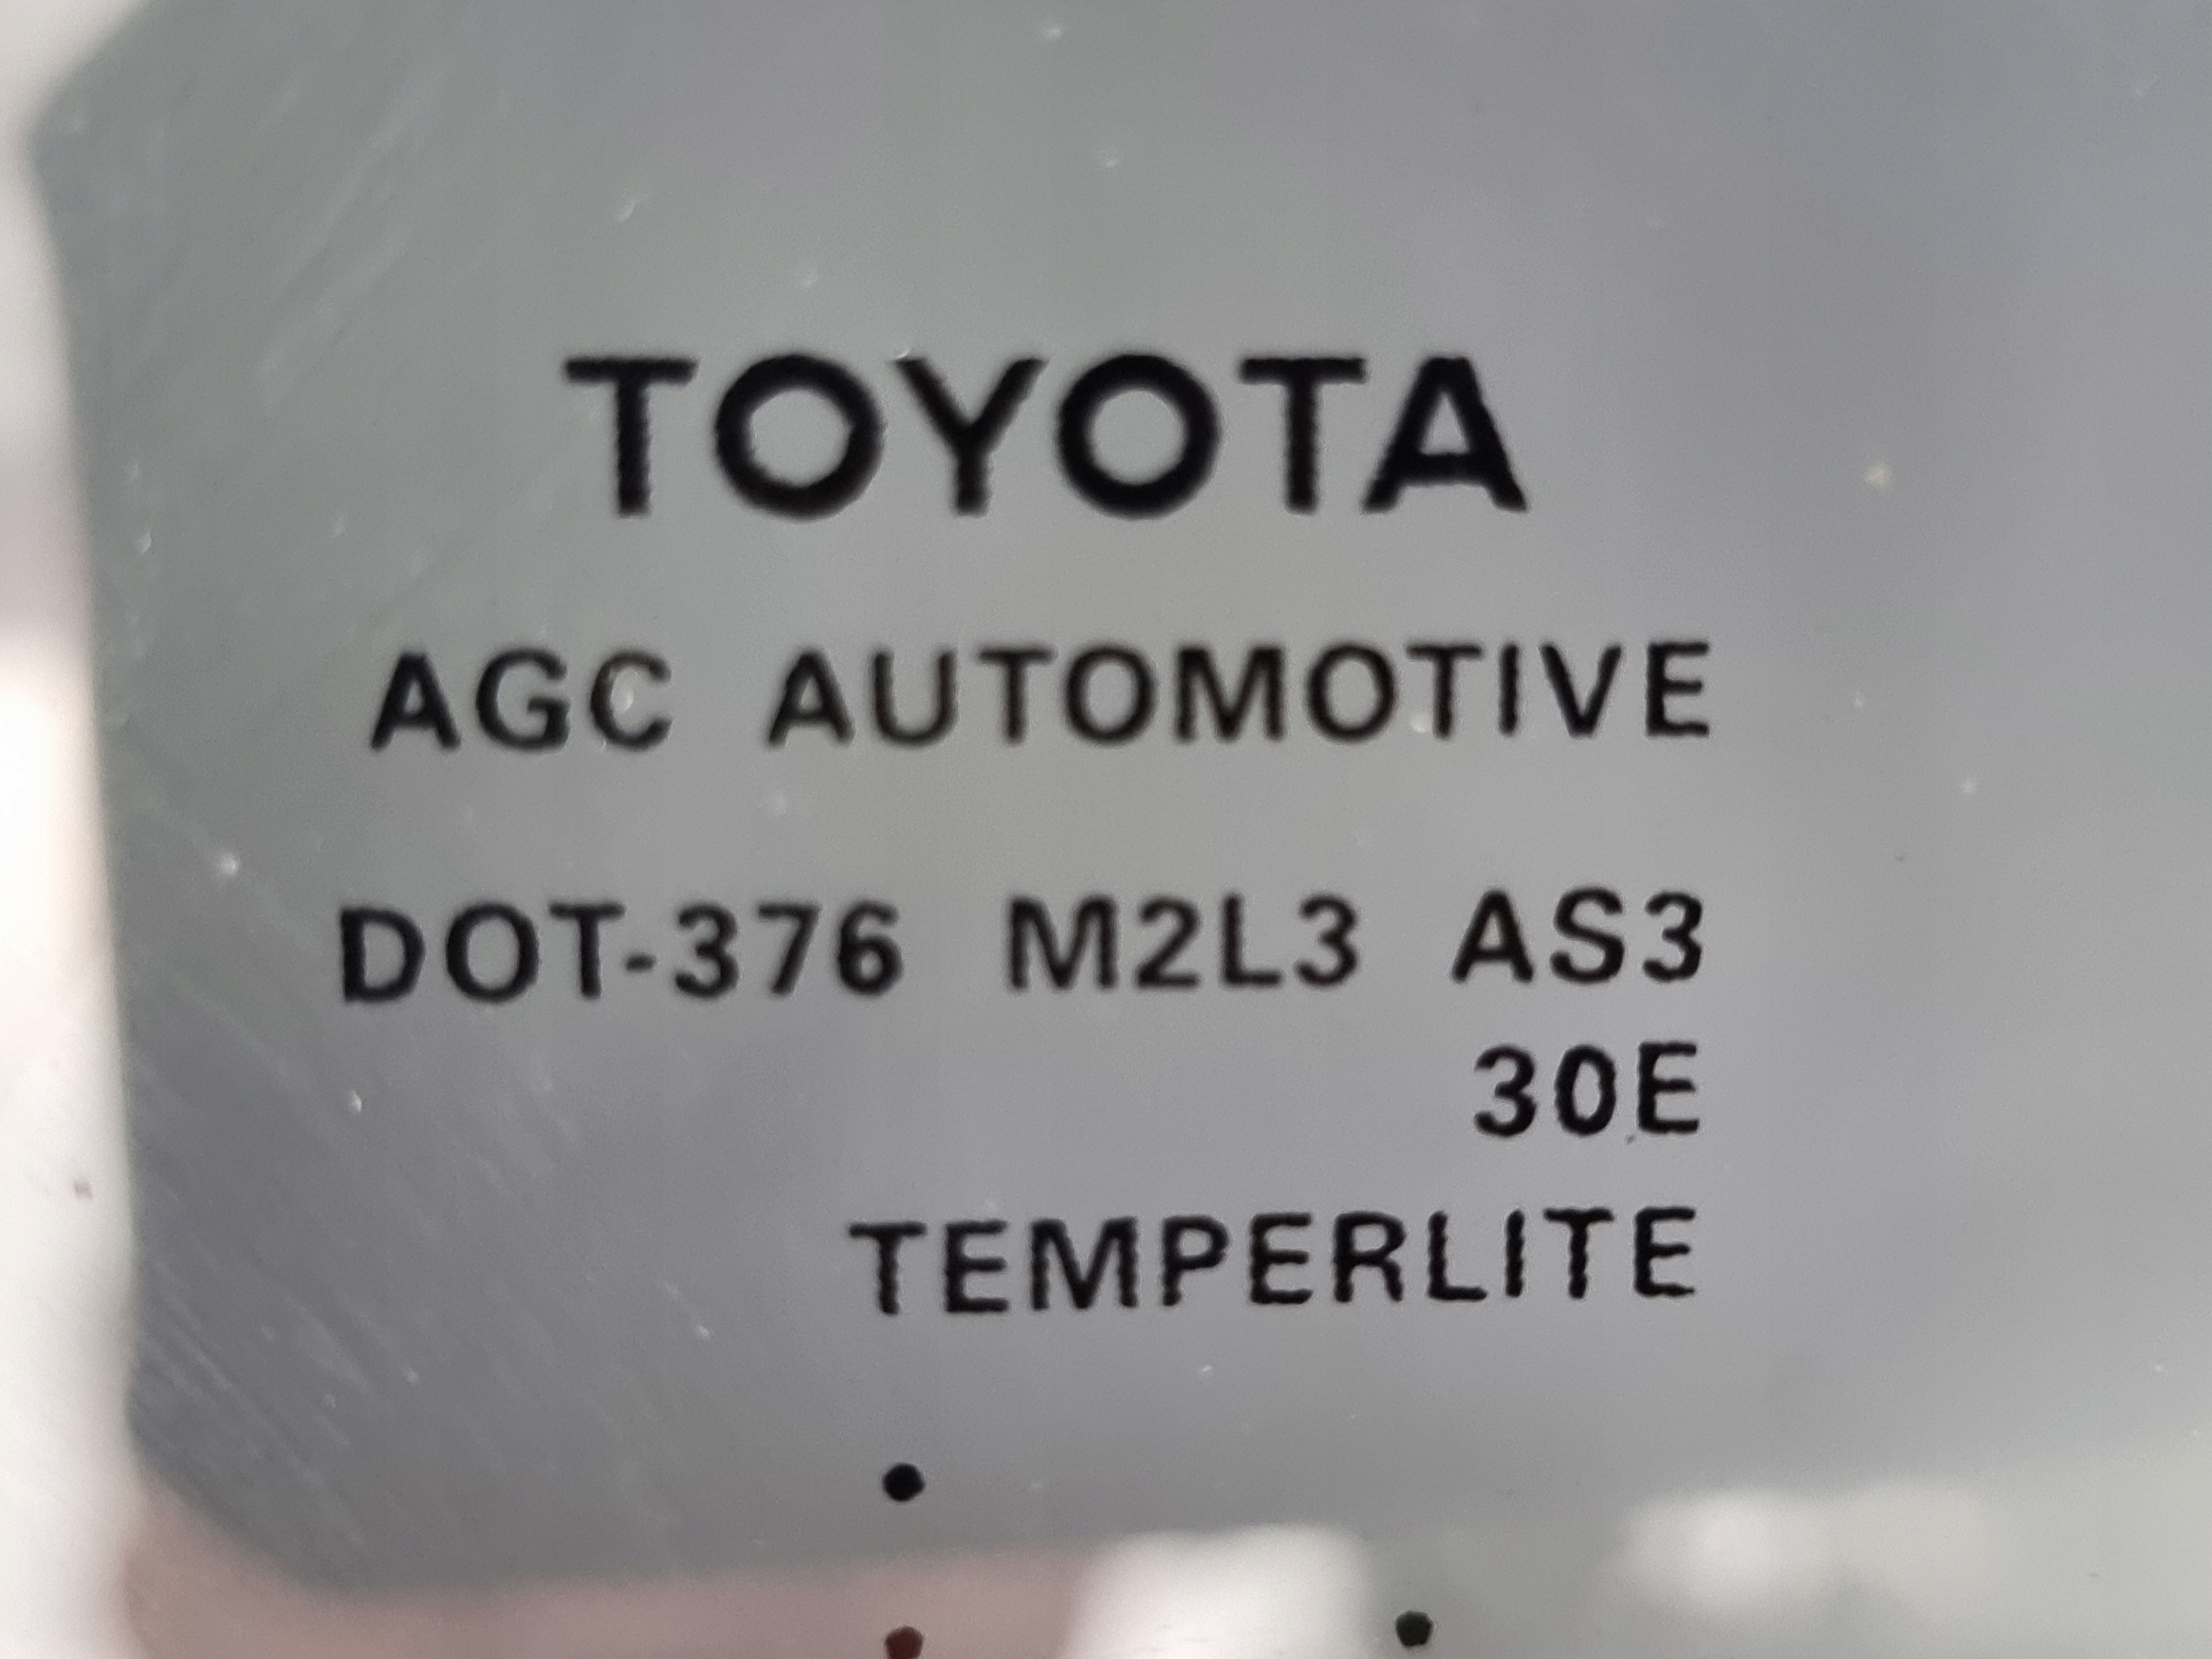 TOYOTA
AGC AUTOMOTIVE
DOT-376 M2L3 AS3
30E
TEMPERLITE